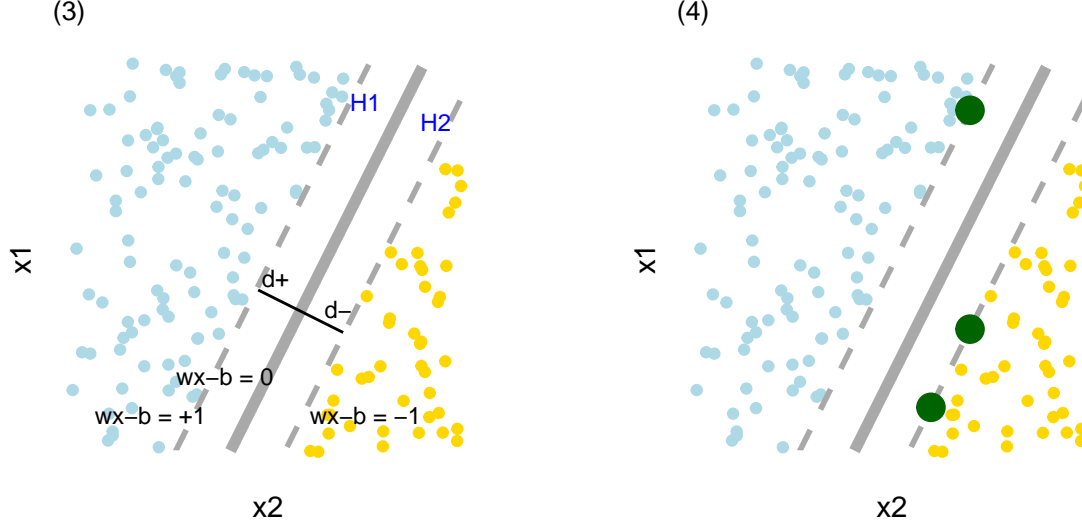 (3)
(4)
H1
H2
x1
x1
d+
d−
wx−b = 0
wx−b = +1
wx−b = −1
x2
x2